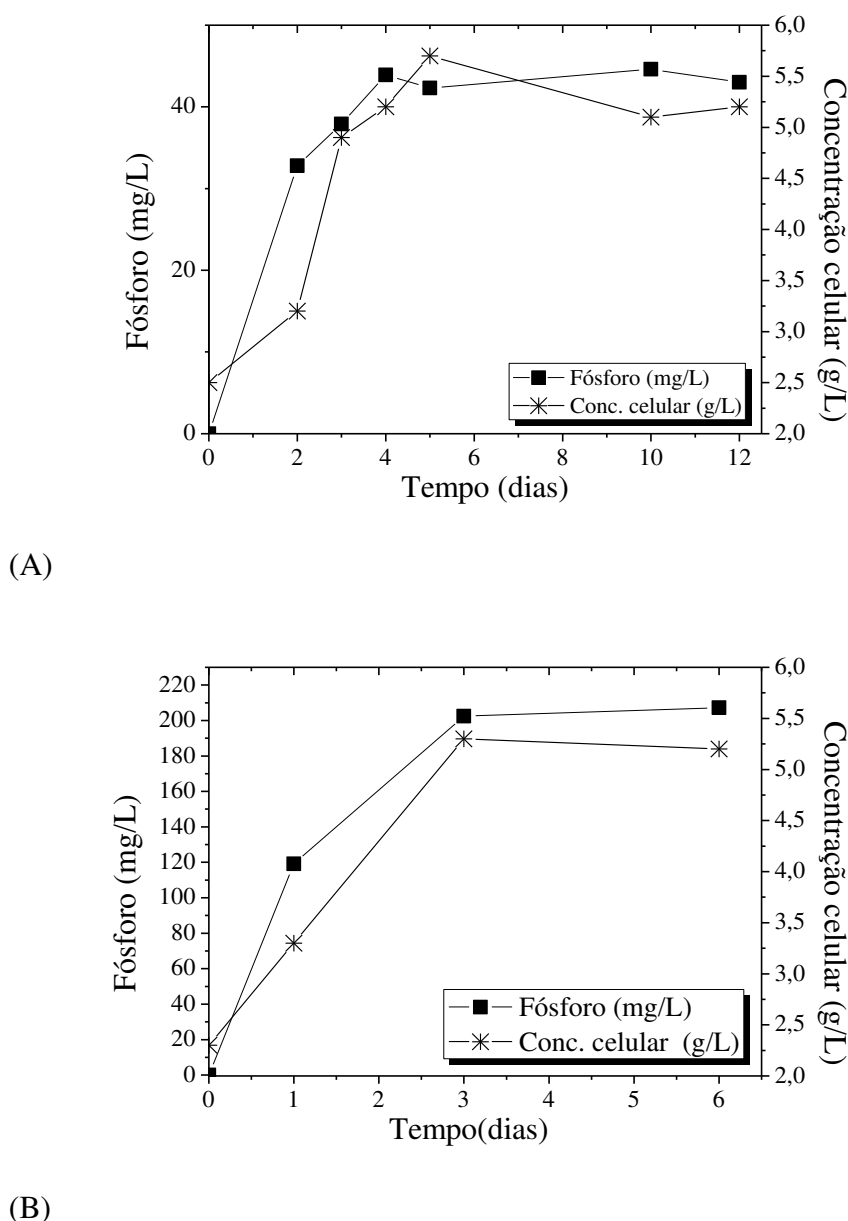 6,0
5,5
5,0
4,5
4,0
3,5
3,0
2,5
2,0
40
20
0
Fósforo (mg/L)
Concentração celular (g/L)
Fósforo (mg/L)
Conc. celular (g/L)
0 2 4 6 8 10 12
Tempo (dias)
(A)
6,0
5,5
5,0
4,5
4,0
3,5
3,0
2,5
2,0
220
200
180
160
140
120
100
80
60
40
20
0
Fósforo (mg/L)
Concentração celular (g/L)
Fósforo (mg/L)
Conc. celular (g/L)
0 1 2 3 4 5 6
Tempo(dias)
(B)